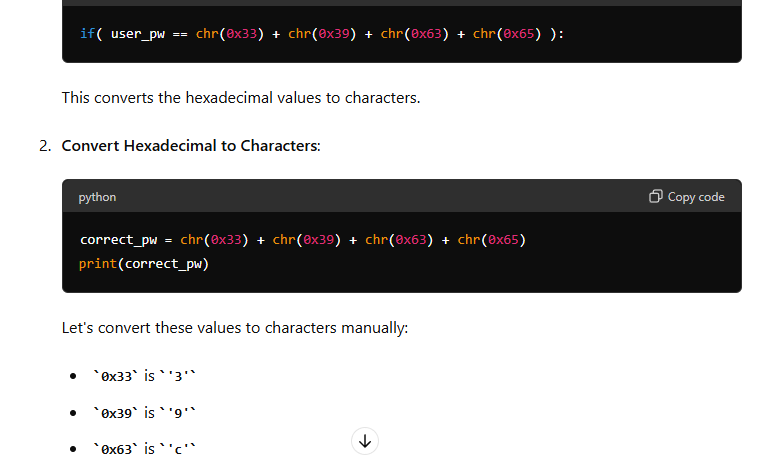 if( user_pw == chr(0x33) + chr(0x39) + chr(0x63) + chr(0x65) ):
This converts the hexadecimal values to characters.
2. Convert Hexadecimal to Characters:
python Copy code
correct_pw = chr(0x33) + chr(0x39) + chr(0x63) + chr(0x65)
print(correct_pw)
Let's convert these values to characters manually:
• `0x33` is `'3'`
• `0x39` is `'9'`
• `0x63` is `'c'`